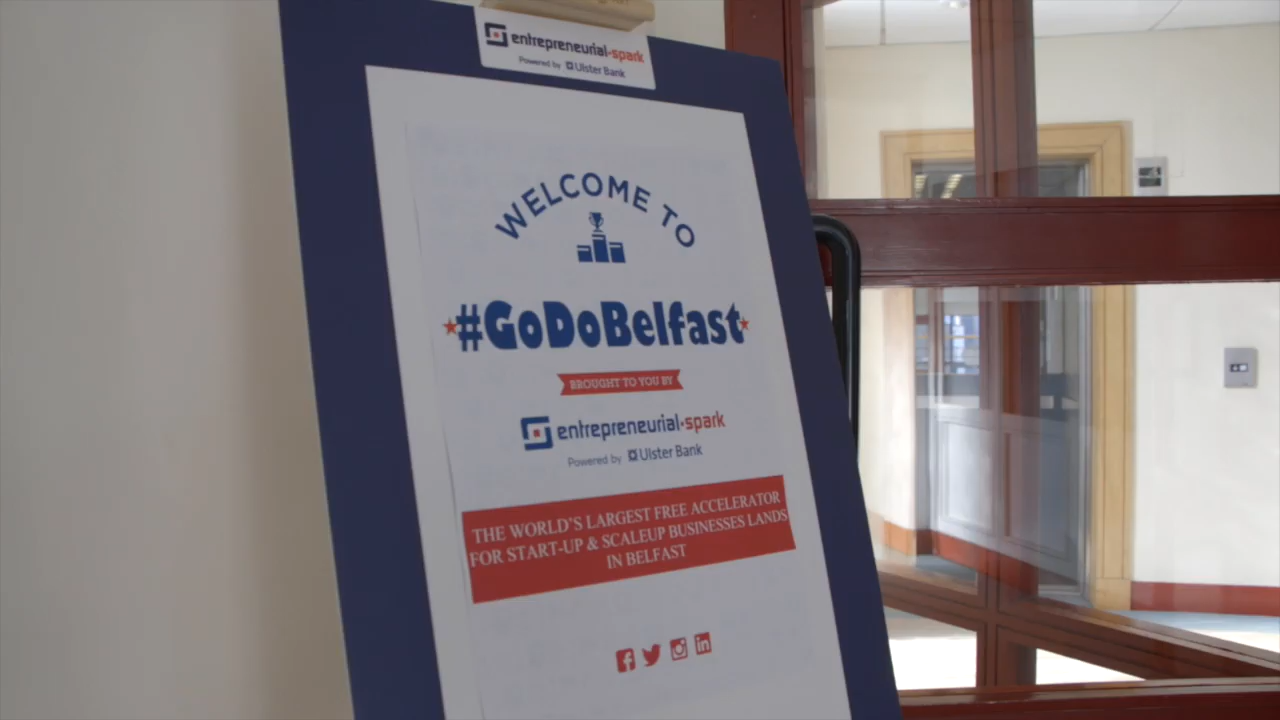 entrepreneurial-spark
Powered by Ulster Bank
WELCOME TO
#GoDoBelfast
BROUGHT TO YOU BY
entrepreneurial-spark
Powered by Ulster Bank
THE WORLD'S LARGEST FREE ACCELERATOR
FOR START-UP & SCALEUP BUSINESSES LANDS
IN BELFAST